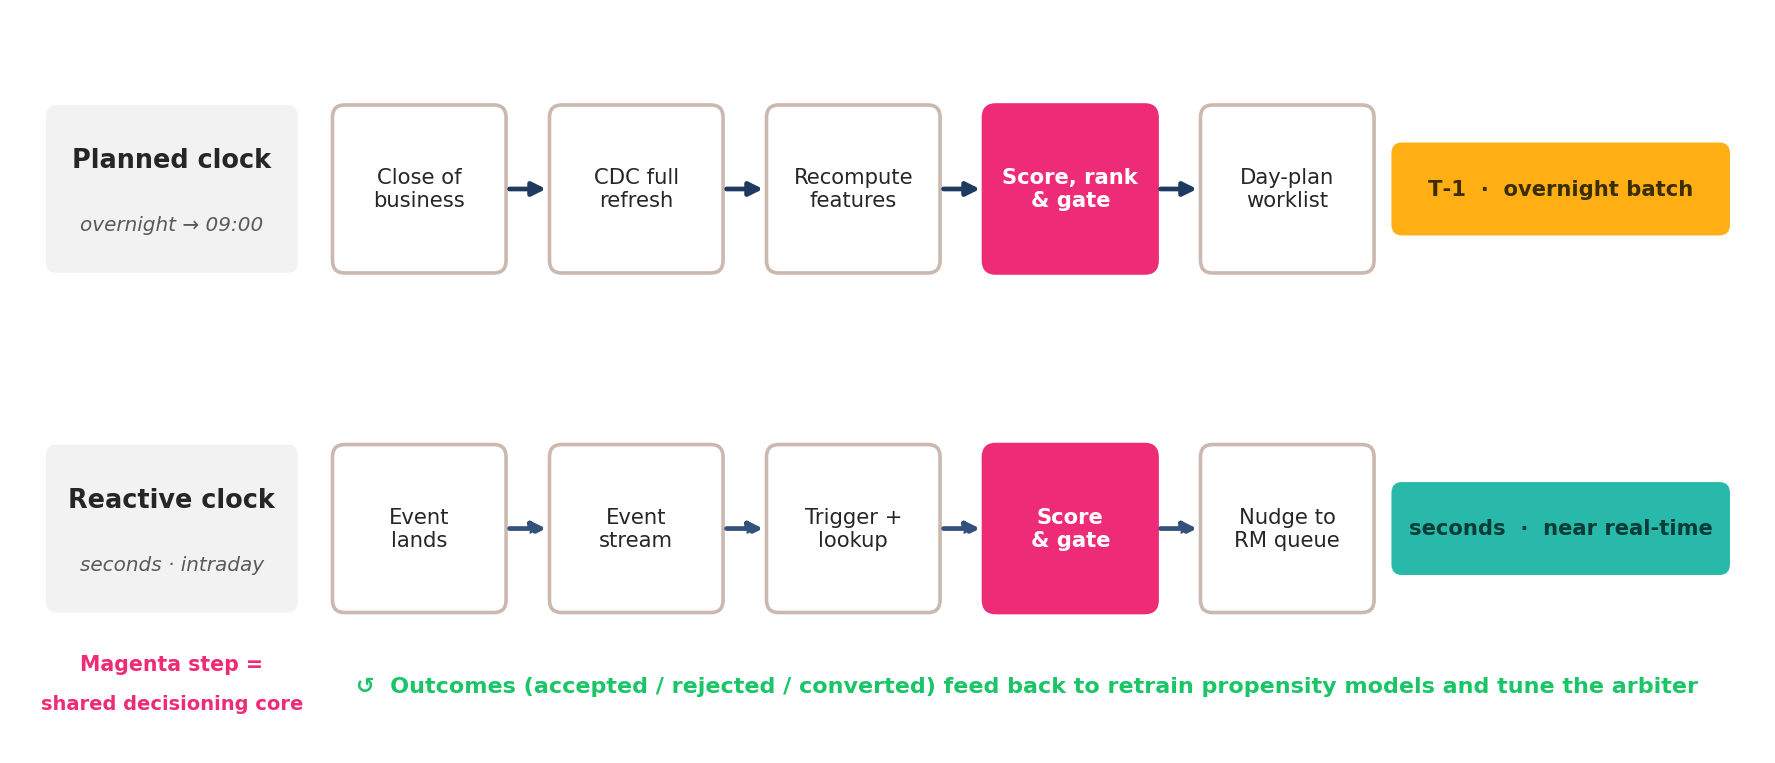 Planned clock
overnight → 09:00
Close of
business
CDC full
refresh
Recompute
features
Score, rank
& gate
Day-plan
worklist
T-1 · overnight batch
Reactive clock
seconds · intraday
Event
lands
Event
stream
Trigger +
lookup
Score
& gate
Nudge to
RM queue
seconds · near real-time
Magenta step =
shared decisioning core
↺ Outcomes (accepted / rejected / converted) feed back to retrain propensity models and tune the arbiter